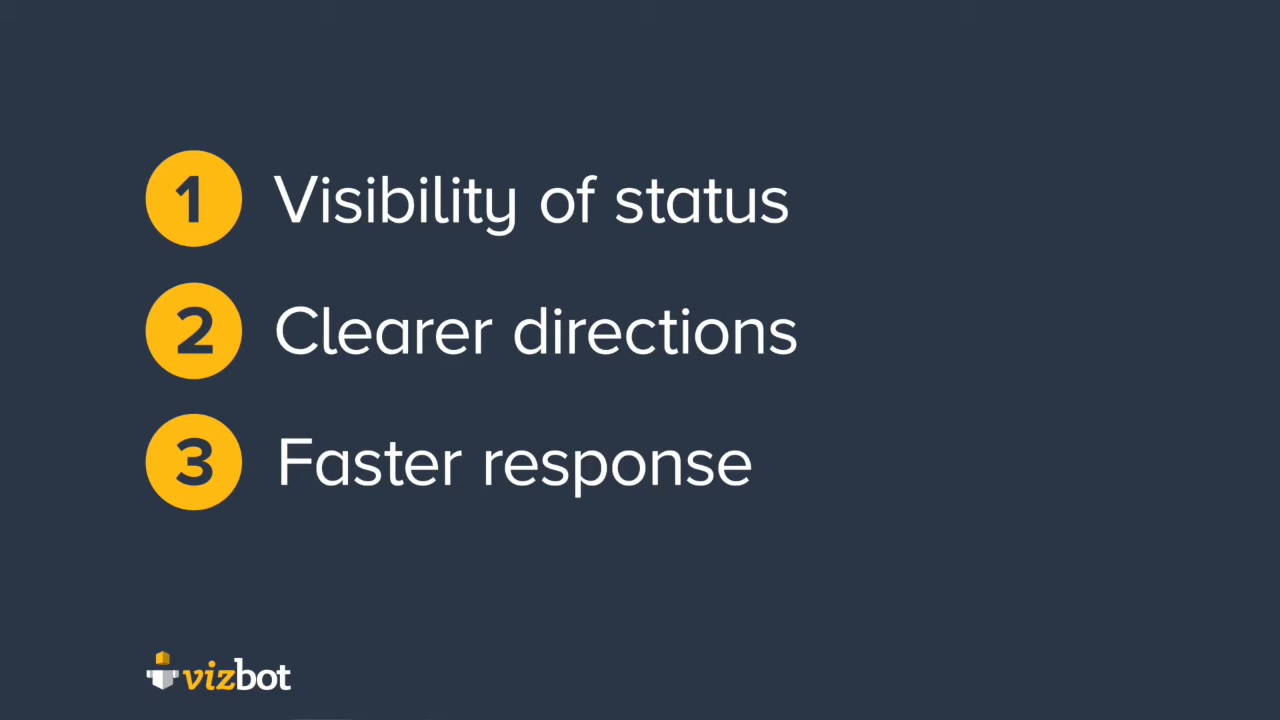 1 Visibility of status
2 Clearer directions
3 Faster response
vizbot